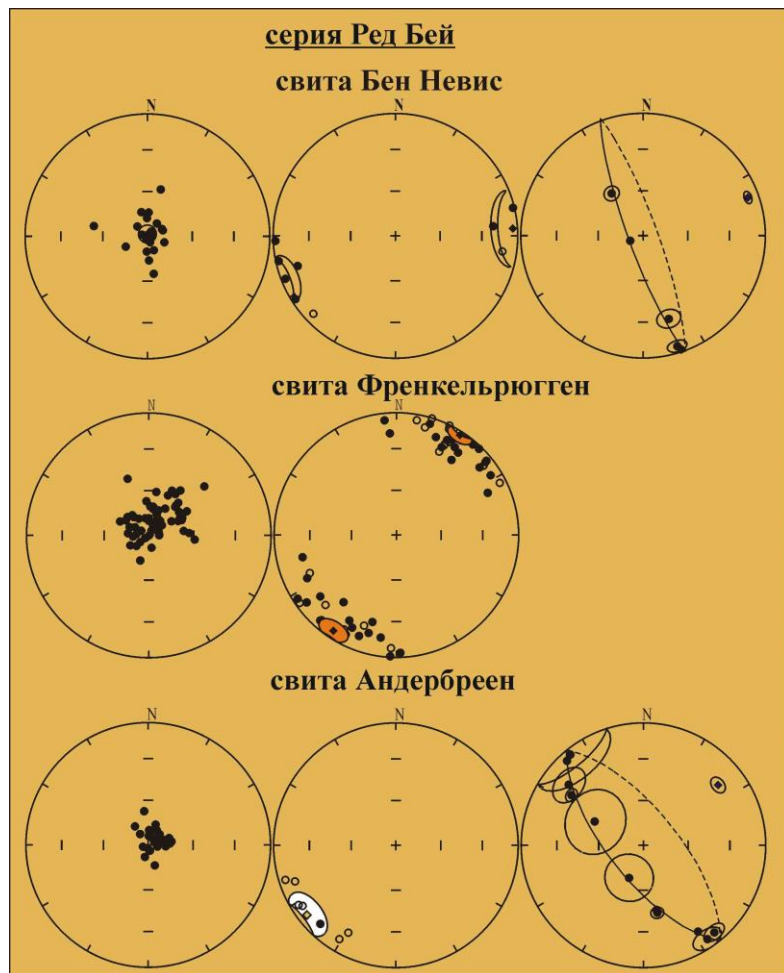 серия Ред Бей
свита Бен Невис
N N
свита Френкельрюгген
N N
свита Андербреен
N N